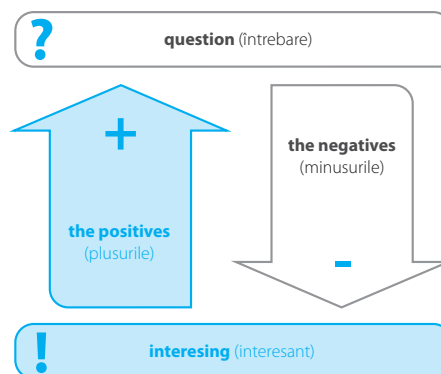 ?
question (întrebare)
+
the positives
(plusurile)
the negatives
(minusurile)
-
!
interesing (interesant)